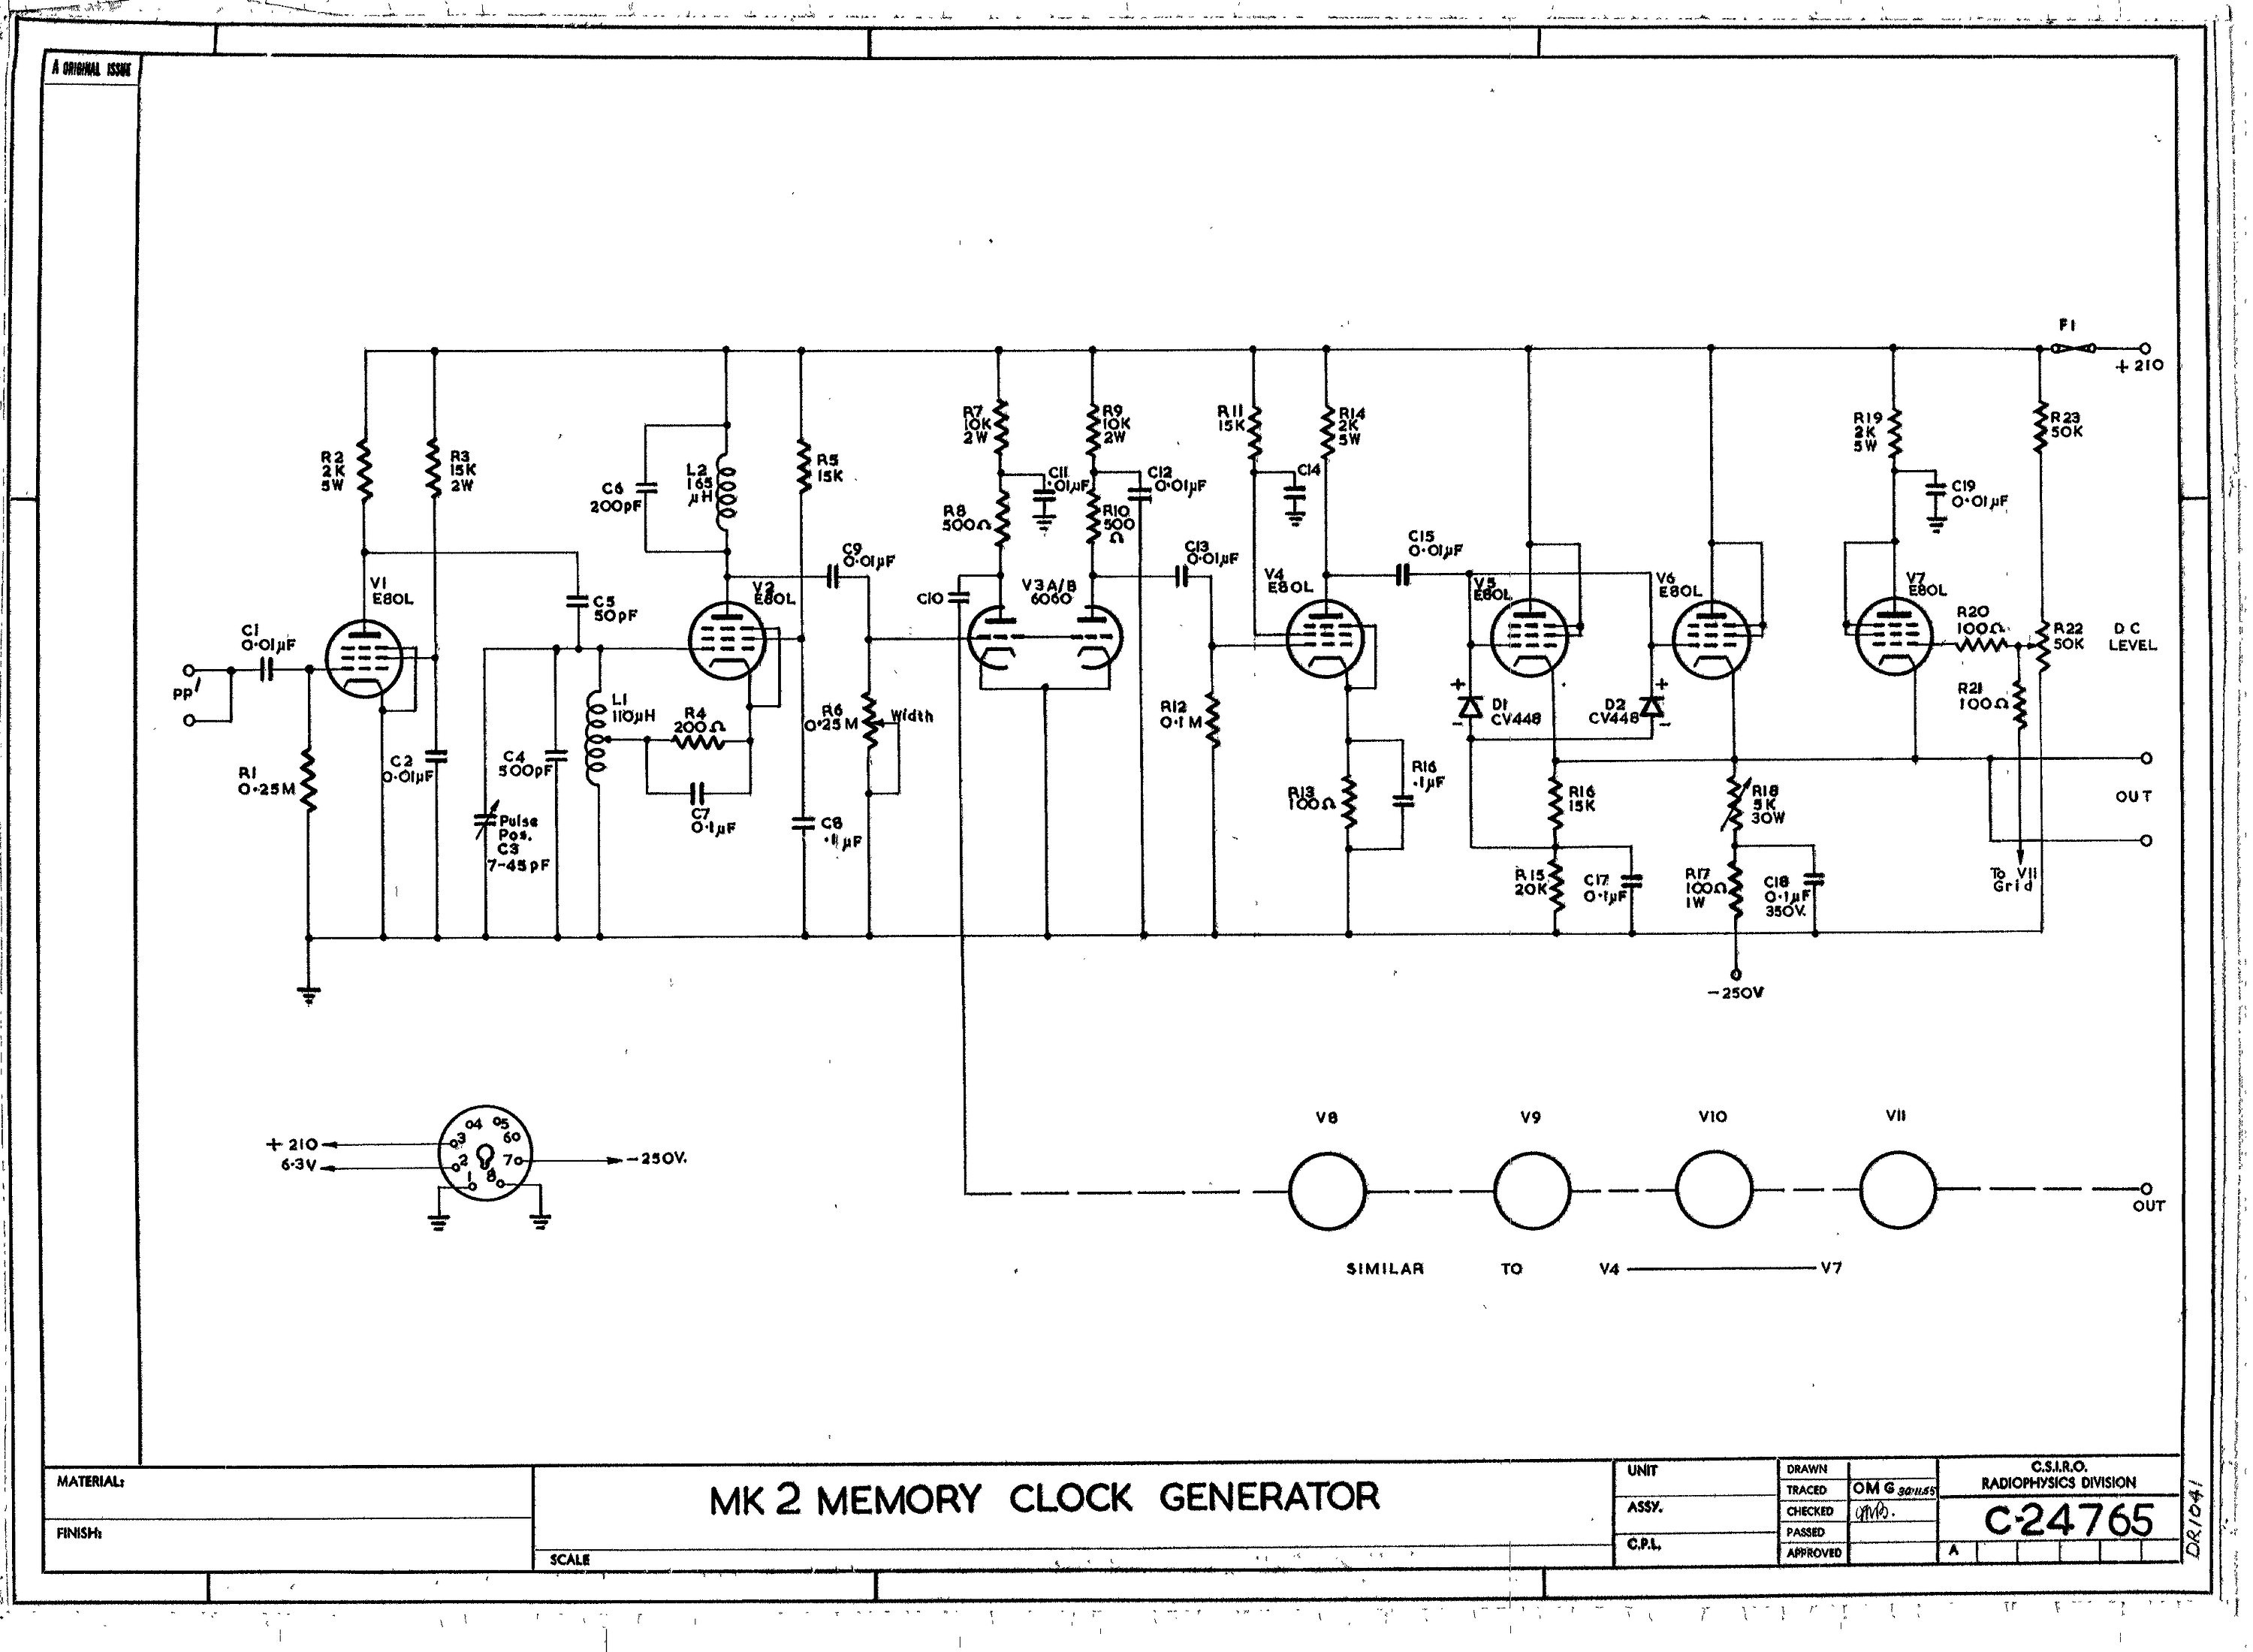 A ORIGINAL ISSUE
F1
+ 210
R2
2K
5W
R3
15K
2W
C6
200pF
L2
165
µH
R5
15K
R7
10K
2W
R8
500Ω
C11
.01µF
R9
10K
2W
R10
500
Ω
C12
0.01µF
R11
15K
C14
R14
2K
5W
R19
2K
5W
C19
0.01µF
R23
50K
V1
E80L
C1
0.01µF
PP'
R1
0.25M
C2
0.01µF
C5
50pF
V2
E80L
C9
0.01µF
C10
V3A/B
6060
C13
0.01µF
V4
E80L
C15
0.01µF
V5
E80L
V6
E80L
V7
E80L
R20
100Ω
R22
50K
DC
LEVEL
R21
100Ω
L1
110µH
R4
200Ω
C7
0.1µF
C4
500pF
Pulse
Pos.
C3
7-45pF
R6
0.25M
Width
C8
.1µF
R12
0.1M
R13
100Ω
R16
.1µF
+
D1
CV448
-
D2
CV448
+
-
R16
15K
R15
20K
C17
0.1µF
R18
5K
30W
R17
100Ω
1W
C18
0.1µF
350V.
OUT
To V11
Grid
-250V
+ 210
6.3V
1
2
3
4
5
6
7
8
-250V.
V8
V9
V10
V11
OUT
SIMILAR TO V4 V7
MATERIAL:
FINISH:
MK 2 MEMORY CLOCK GENERATOR
SCALE
UNIT
ASSY.
C.P.L.
DRAWN
TRACED OMG
CHECKED
PASSED
APPROVED
C.S.I.R.O.
RADIOPHYSICS DIVISION
C-24765
A
DR1041